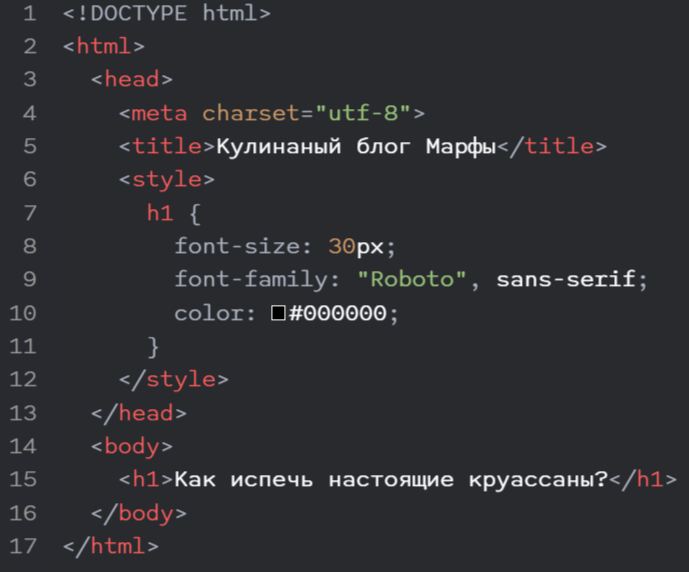 1 <!DOCTYPE html>
2 <html>
3 <head>
4 <meta charset="utf-8">
5 <title>Кулинаный блог Марфы</title>
6 <style>
7 h1 {
8 font-size: 30px;
9 font-family: "Roboto", sans-serif;
10 color: #000000;
11 }
12 </style>
13 </head>
14 <body>
15 <h1>Как испечь настоящие круассаны?</h1>
16 </body>
17 </html>